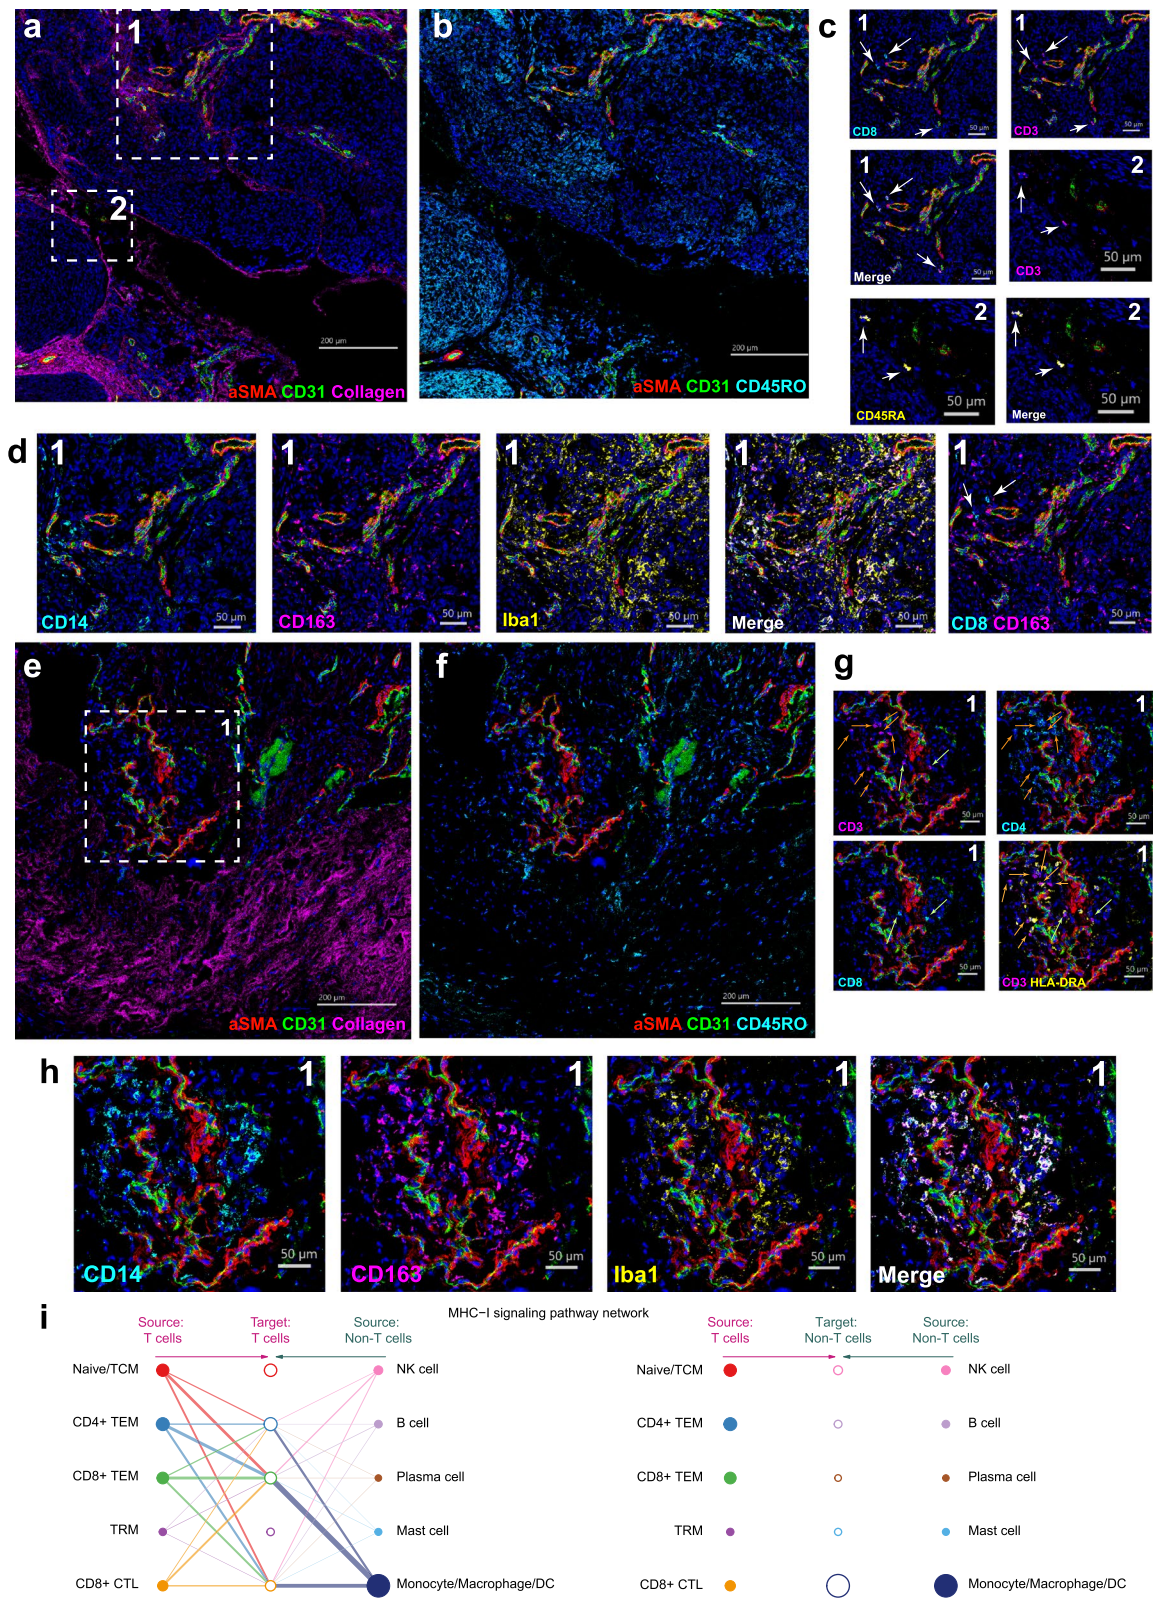 a
1
2
200 µm
aSMA CD31 Collagen
b
200 µm
aSMA CD31 CD45RO
c
1
CD8
50 µm
1
CD3
50 µm
1
Merge
50 µm
2
CD3
50 µm
2
CD45RA
50 µm
2
Merge
50 µm
d
1
CD14
50 µm
1
CD163
50 µm
1
Iba1
50 µm
1
Merge
50 µm
1
CD8 CD163
50 µm
e
1
200 µm
aSMA CD31 Collagen
f
200 µm
aSMA CD31 CD45RO
g
1
CD3
50 µm
1
CD4
50 µm
1
CD8
50 µm
1
CD3 HLA-DRA
50 µm
h
1
CD14
50 µm
1
CD163
50 µm
1
Iba1
50 µm
1
Merge
50 µm
i
MHC−I signaling pathway network
Source:
T cells
Target:
T cells
Source:
Non-T cells
Naive/TCM
CD4+ TEM
CD8+ TEM
TRM
CD8+ CTL
NK cell
B cell
Plasma cell
Mast cell
Monocyte/Macrophage/DC
Source:
T cells
Target:
Non-T cells
Source:
Non-T cells
Naive/TCM
CD4+ TEM
CD8+ TEM
TRM
CD8+ CTL
NK cell
B cell
Plasma cell
Mast cell
Monocyte/Macrophage/DC